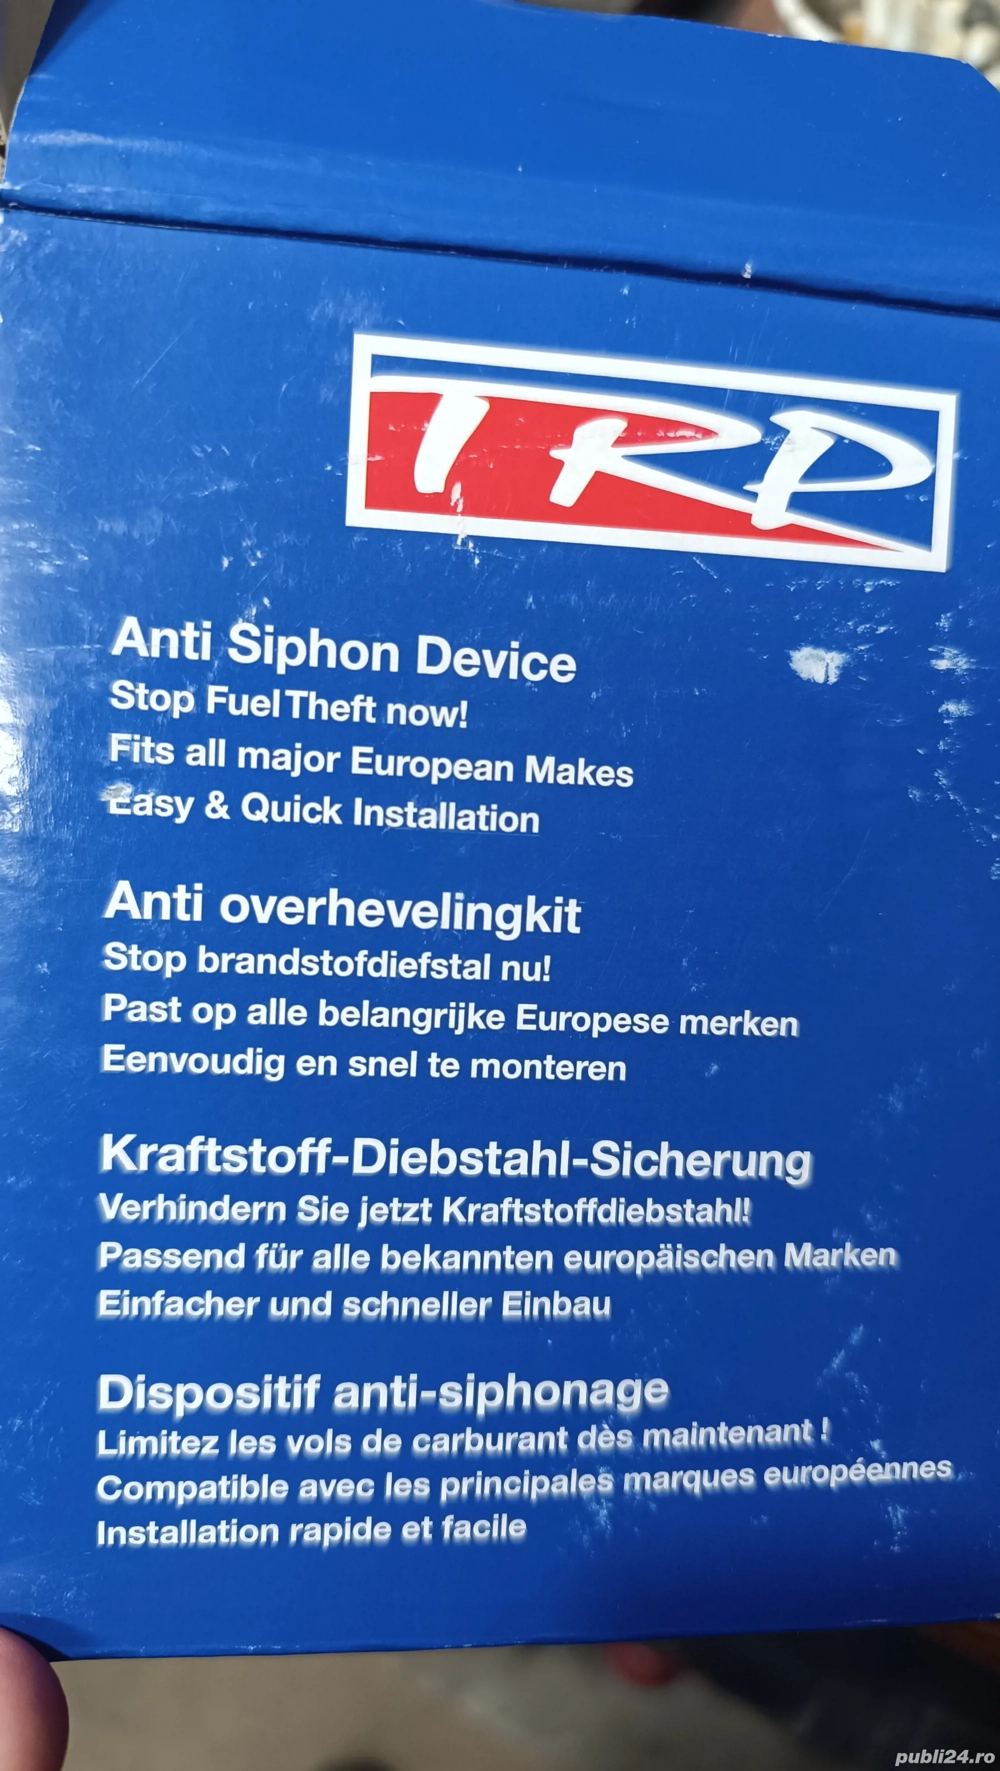 TRP
Anti Siphon Device
Stop Fuel Theft now!
Fits all major European Makes
Easy & Quick Installation
Anti overhevelingkit
Stop brandstofdiefstal nu!
Past op alle belangrijke Europese merken
Eenvoudig en snel te monteren
Kraftstoff-Diebstahl-Sicherung
Verhindern Sie jetzt Kraftstoffdiebstahl!
Passend für alle bekannten europäischen Marken
Einfacher und schneller Einbau
Dispositif anti-siphonage
Limitez les vols de carburant dès maintenant !
Compatible avec les principales marques européennes
Installation rapide et facile
publi24.ro